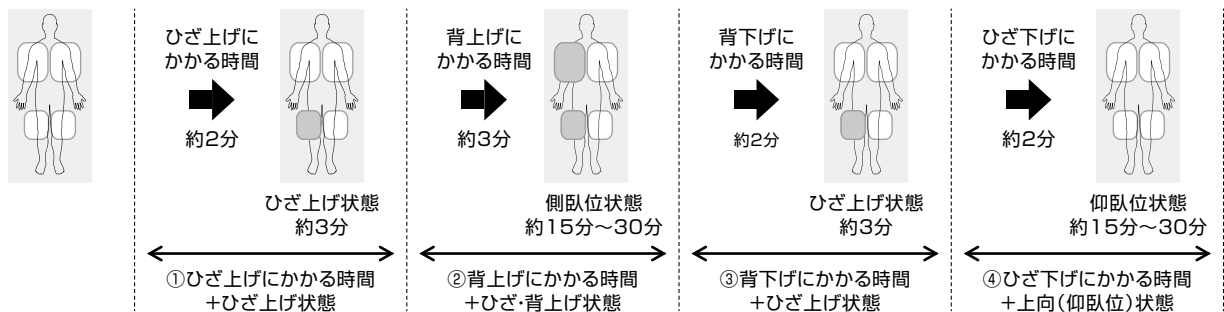 ひざ上げに
かかる時間
約2分
ひざ上げ状態
約3分
①ひざ上げにかかる時間
+ひざ上げ状態
背上げに
かかる時間
約3分
側臥位状態
約15分～30分
②背上げにかかる時間
+ひざ・背上げ状態
背下げに
かかる時間
約2分
ひざ上げ状態
約3分
③背下げにかかる時間
+ひざ上げ状態
ひざ下げに
かかる時間
約2分
仰臥位状態
約15分～30分
④ひざ下げにかかる時間
+上向(仰臥位)状態